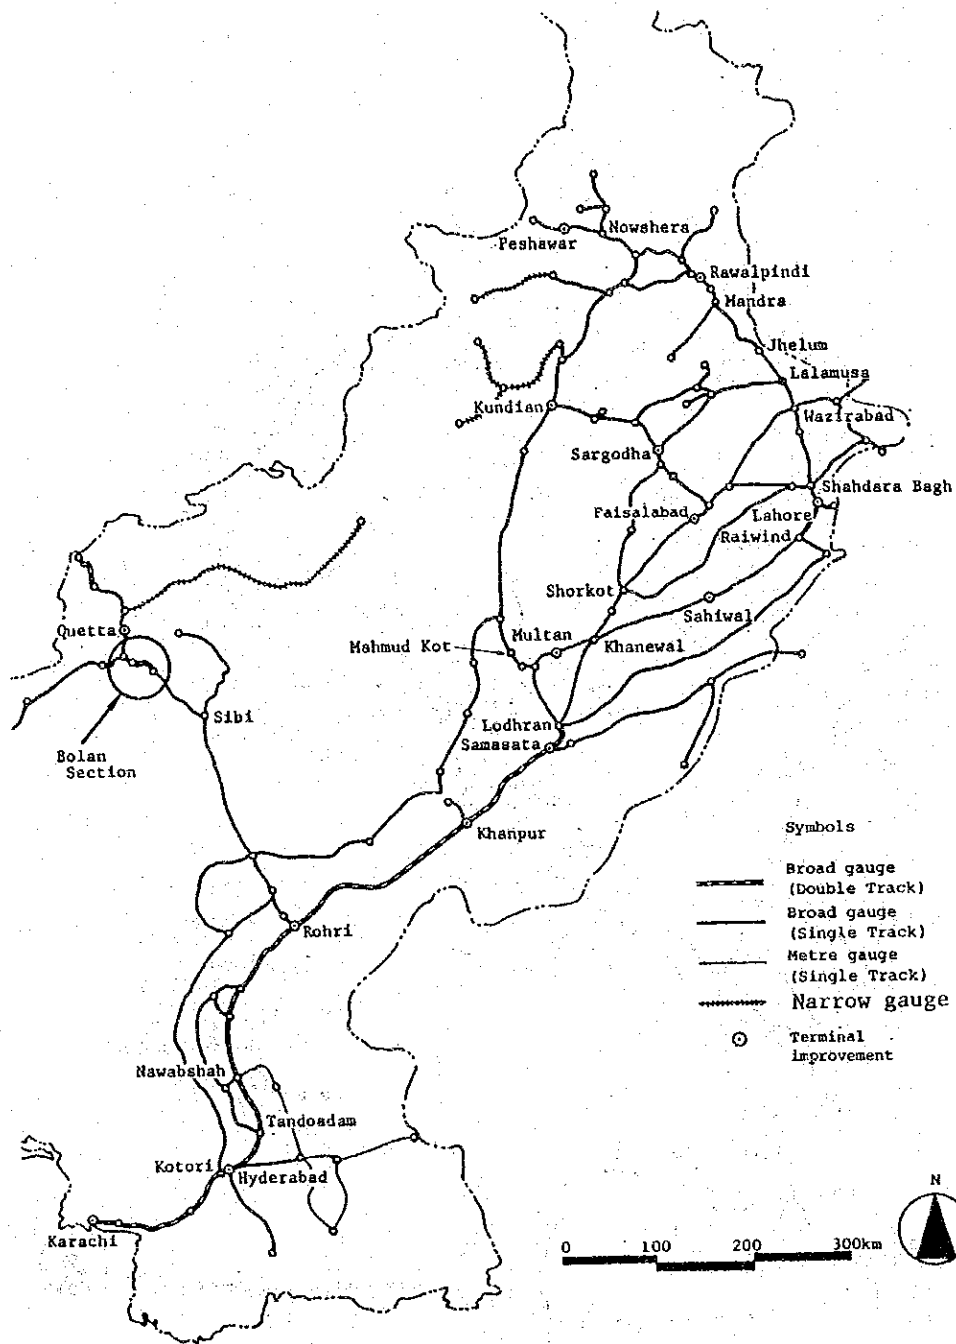 Nowshera
Peshawar
Rawalpindi
Mandra
Jhelum
Lalamusa
Kundian
Wazirabad
Sargodha
Shahdara Bagh
Faisalabad
Lahore
Raiwind
Shorkot
Sahiwal
Quetta
Multan
Mahmud Kot
Khanewal
Sibi
Lodhran
Samasata
Bolan
Section
Khanpur
Symbols
Broad gauge
(Double Track)
Rohri
Broad gauge
(Single Track)
Metre gauge
(Single Track)
Narrow gauge
Terminal
improvement
Nawabshah
Tandoadam
Kotori
Hyderabad
Karachi
N
0 100 200 300km